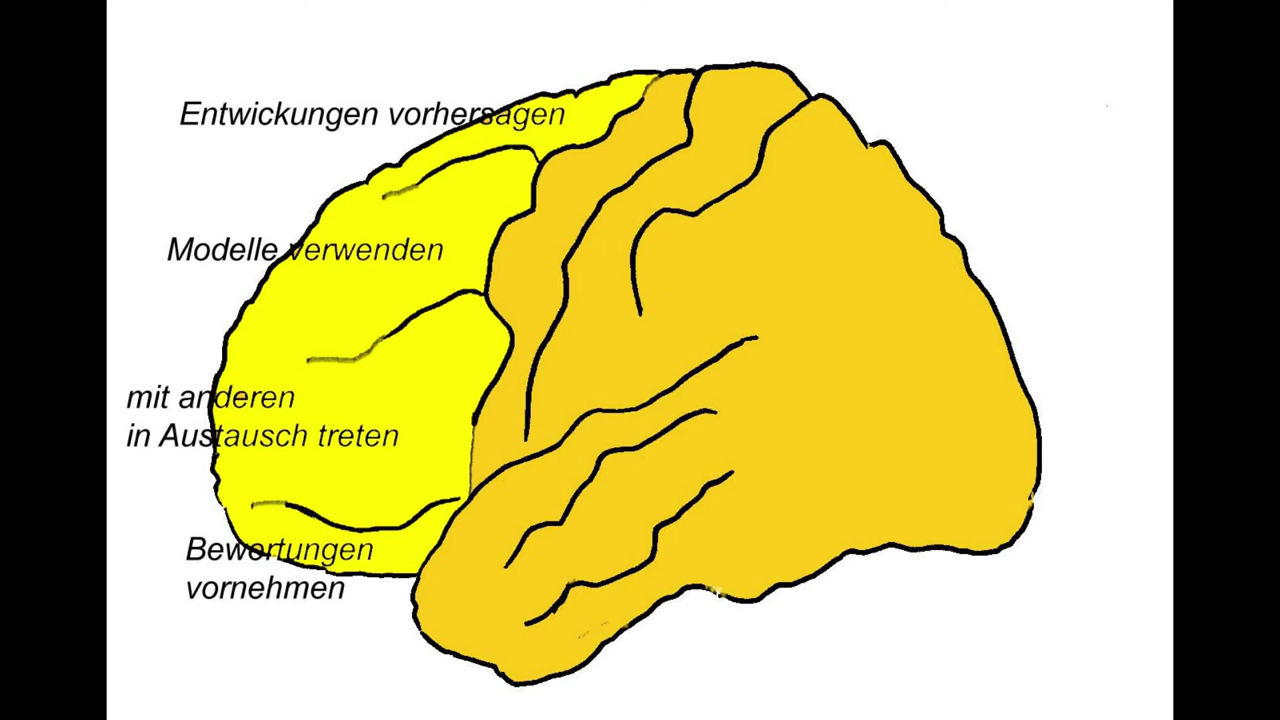 Entwickungen vorhersagen
Modelle verwenden
mit anderen
in Austausch treten
Bewertungen
vornehmen